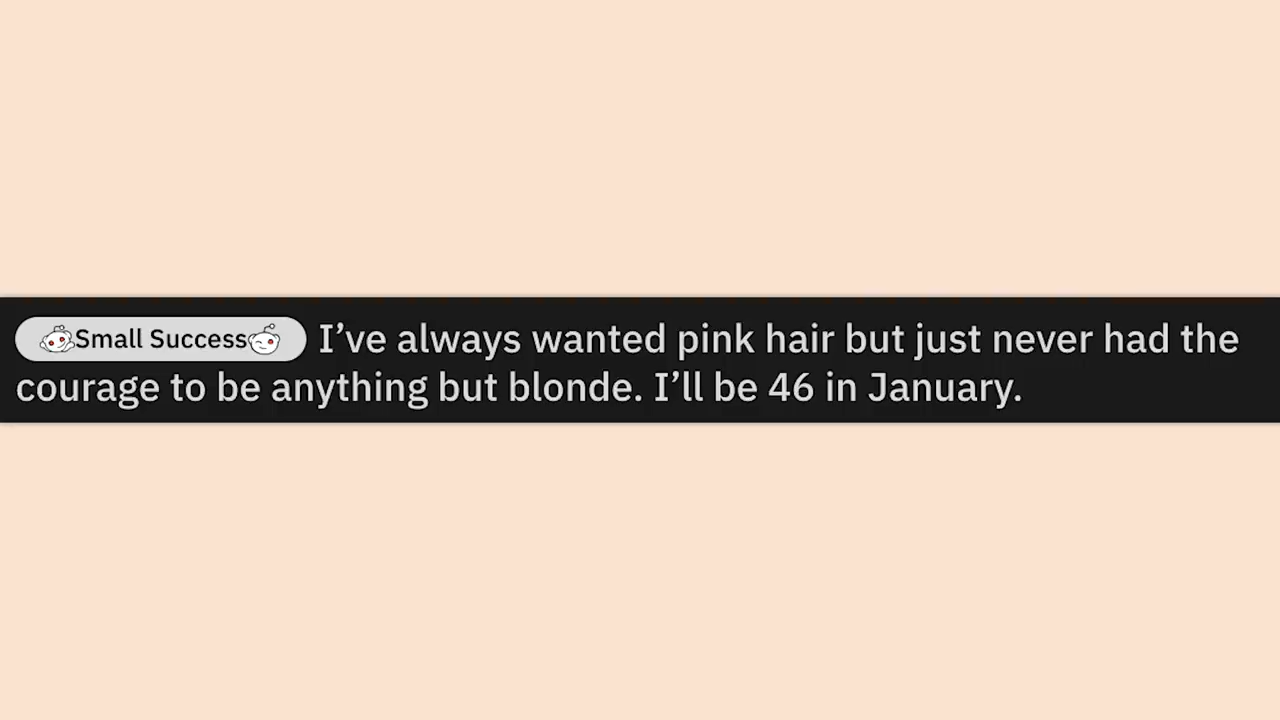 Small Success I’ve always wanted pink hair but just never had the
courage to be anything but blonde. I’ll be 46 in January.